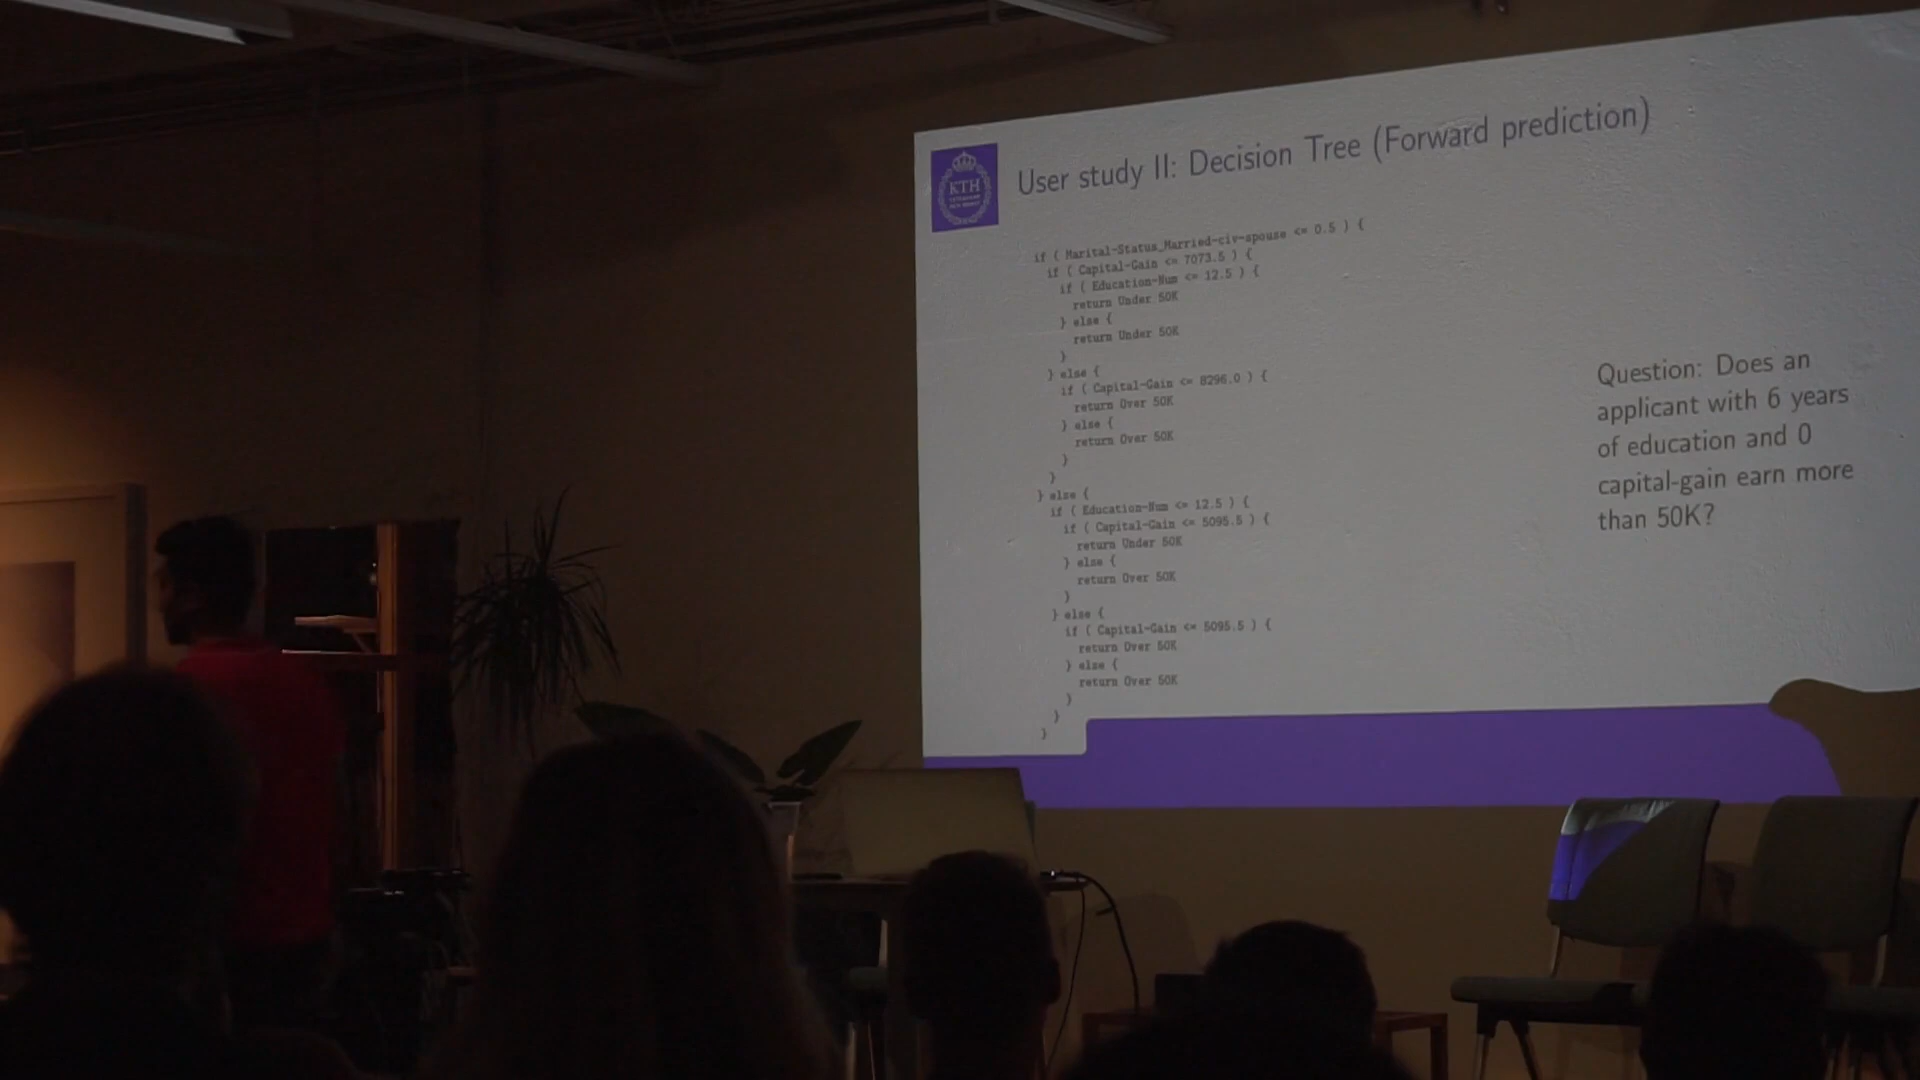 KTH
User study II: Decision Tree (Forward prediction)
if ( Marital-Status_Married-civ-spouse <= 0.5 ) {
if ( Capital-Gain <= 7073.5 ) {
if ( Education-Num <= 12.5 ) {
return Under 50K
} else {
return Under 50K
}
} else {
if ( Capital-Gain <= 8296.0 ) {
return Over 50K
} else {
return Over 50K
}
}
} else {
if ( Education-Num <= 12.5 ) {
if ( Capital-Gain <= 5095.5 ) {
return Under 50K
} else {
return Over 50K
}
} else {
if ( Capital-Gain <= 5095.5 ) {
return Over 50K
} else {
return Over 50K
}
}
}
Question: Does an
applicant with 6 years
of education and 0
capital-gain earn more
than 50K?